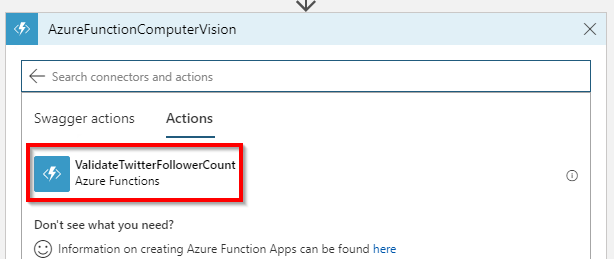 AzureFunctionComputerVision
Search connectors and actions
Swagger actions Actions
ValidateTwitterFollowerCount
Azure Functions
Don't see what you need?
Information on creating Azure Function Apps can be found here